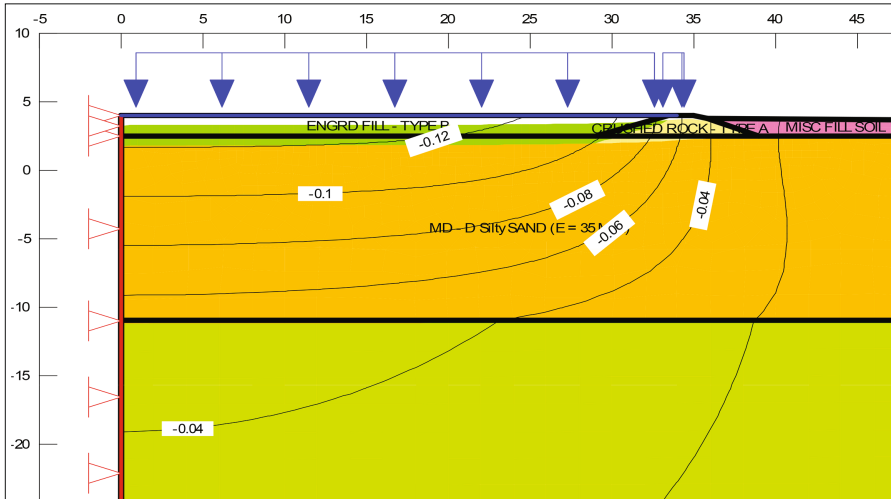 -5 0 5 10 15 20 25 30 35 40 45
10
5
ENGRD FILL - TYPE B
CRUSHED ROCK - TYPE A
MISC FILL SOIL
-0.12
0
-0.1
-0.08
-0.04
MD - D Silty SAND (E = 35 M
-0.06
-5
-10
-15
-0.04
-20